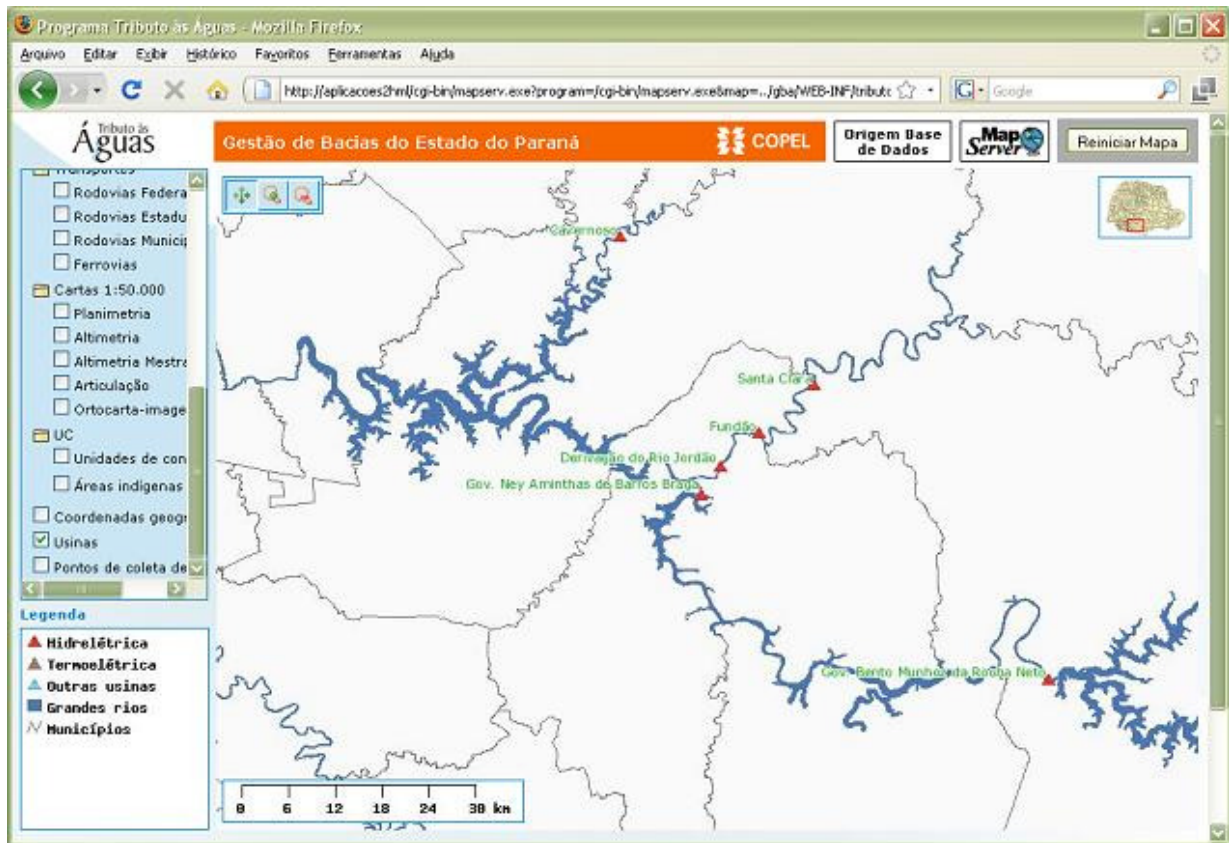 Programa Tributo às Águas - Mozilla Firefox
Arquivo Editar Exibir Histórico Favoritos Ferramentas Ajuda
http://aplicacoes2hml/cgi-bin/mapserv.exe?program=/cgi-bin/mapserv.exe&map=../gba/WEB-INF/tributc
Google
Tributo às
Águas
Gestão de Bacias do Estado do Paraná
COPEL
Origem Base
de Dados
Map
Server
Reiniciar Mapa
Transportes
Rodovias Federa
Rodovias Estadu
Rodovias Municip
Ferrovias
Cartas 1:50.000
Planimetria
Altimetria
Altimetria Mestra
Articulação
Ortocarta-image
UC
Unidades de con
Áreas indígenas
Coordenadas geogr
Usinas
Pontos de coleta de
Legenda
Hidrelétrica
Termoelétrica
Outras usinas
Grandes rios
Municípios
Cavernoso
Santa Clara
Fundão
Derivação do Rio Jordão
Gov. Ney Aminthas de Barros Braga
Gov. Bento Munhoz da Rocha Neto
0 6 12 18 24 30 km